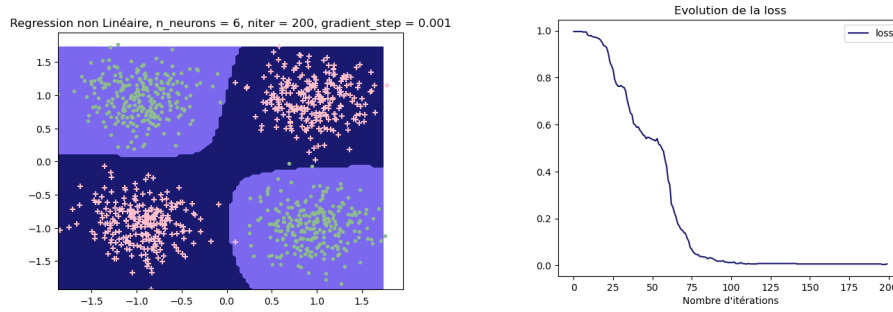 Regression non Linéaire, n_neurons = 6, niter = 200, gradient_step = 0.001
1.5
1.0
0.5
0.0
−0.5
−1.0
−1.5
−1.5 −1.0 −0.5 0.0 0.5 1.0 1.5
Evolution de la loss
loss
1.0
0.8
0.6
0.4
0.2
0.0
0 25 50 75 100 125 150 175 200
Nombre d'itérations